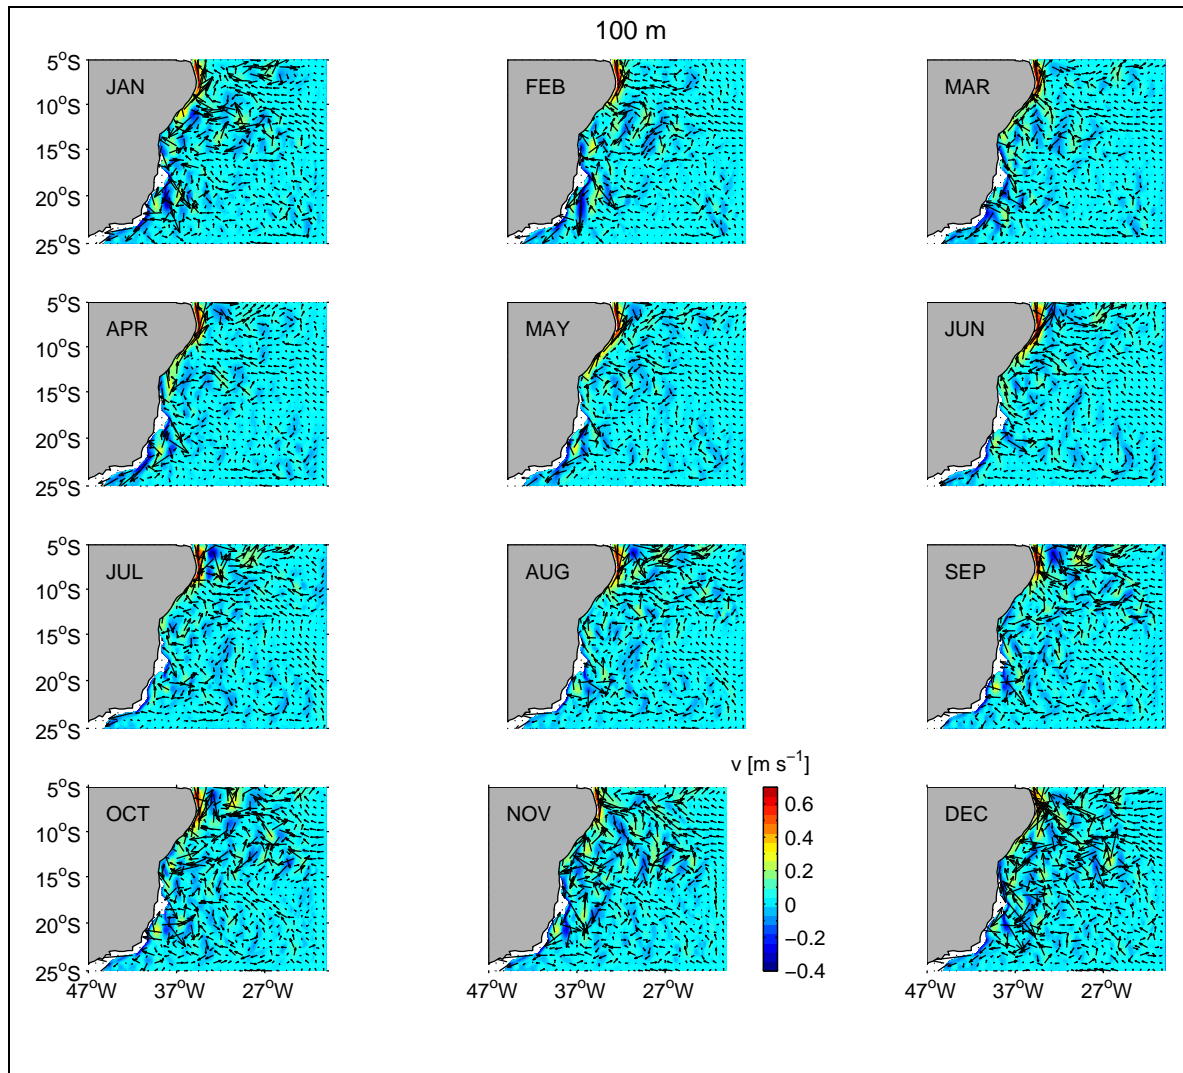 100 m
5°S
10°S
15°S
20°S
25°S
JAN
FEB
MAR
5°S
10°S
15°S
20°S
25°S
APR
MAY
JUN
5°S
10°S
15°S
20°S
25°S
JUL
AUG
SEP
v [m s⁻¹]
5°S
10°S
15°S
20°S
25°S
OCT
NOV
DEC
0.6
0.4
0.2
0
−0.2
−0.4
47°W 37°W 27°W
47°W 37°W 27°W
47°W 37°W 27°W